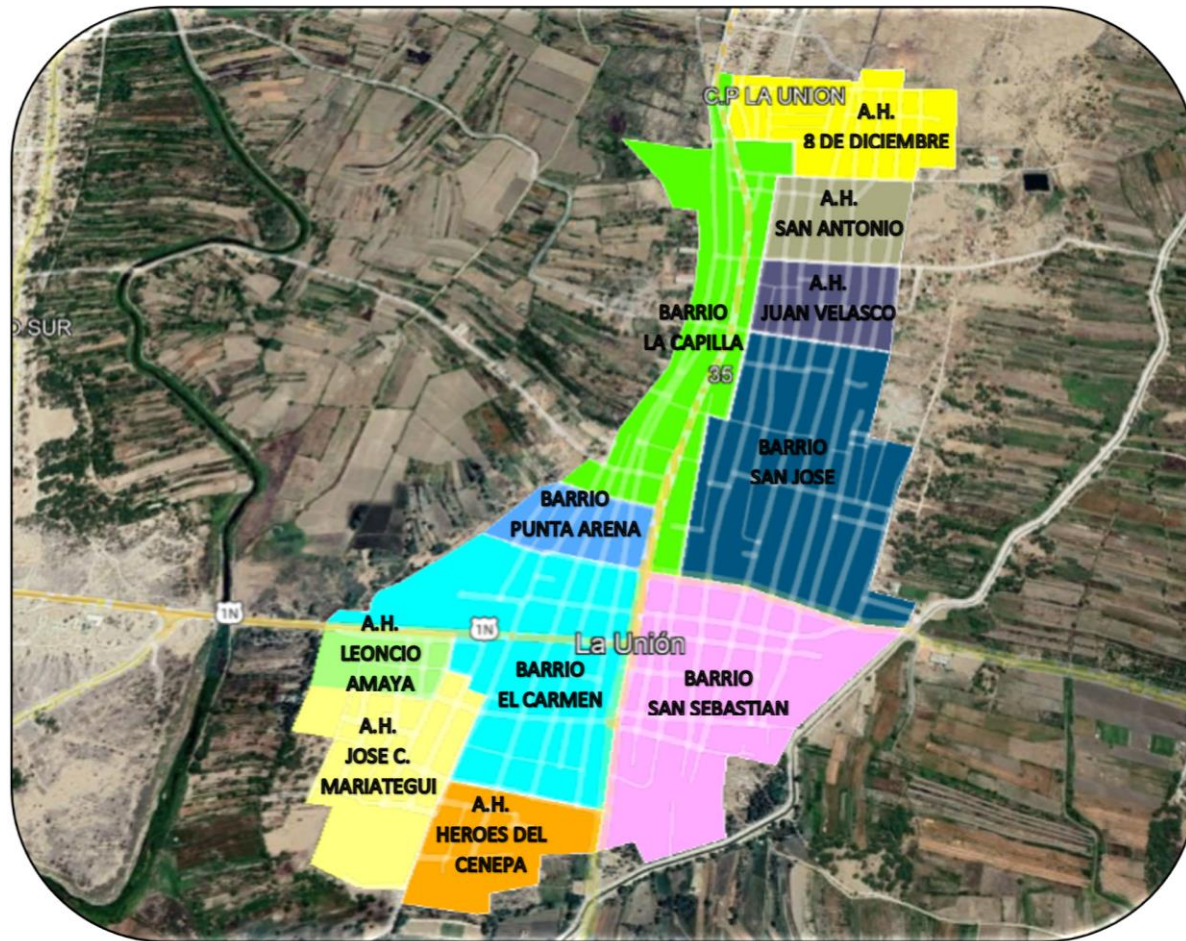 C.P LA UNION
A.H.
8 DE DICIEMBRE
A.H.
SAN ANTONIO
A.H.
JUAN VELASCO
BARRIO
LA CAPILLA
35
O SUR
BARRIO
SAN JOSE
BARRIO
PUNTA ARENA
1N
1N
La Unión
A.H.
LEONCIO
AMAYA
BARRIO
EL CARMEN
BARRIO
SAN SEBASTIAN
A.H.
JOSE C.
MARIATEGUI
A.H.
HEROES DEL
CENEPA